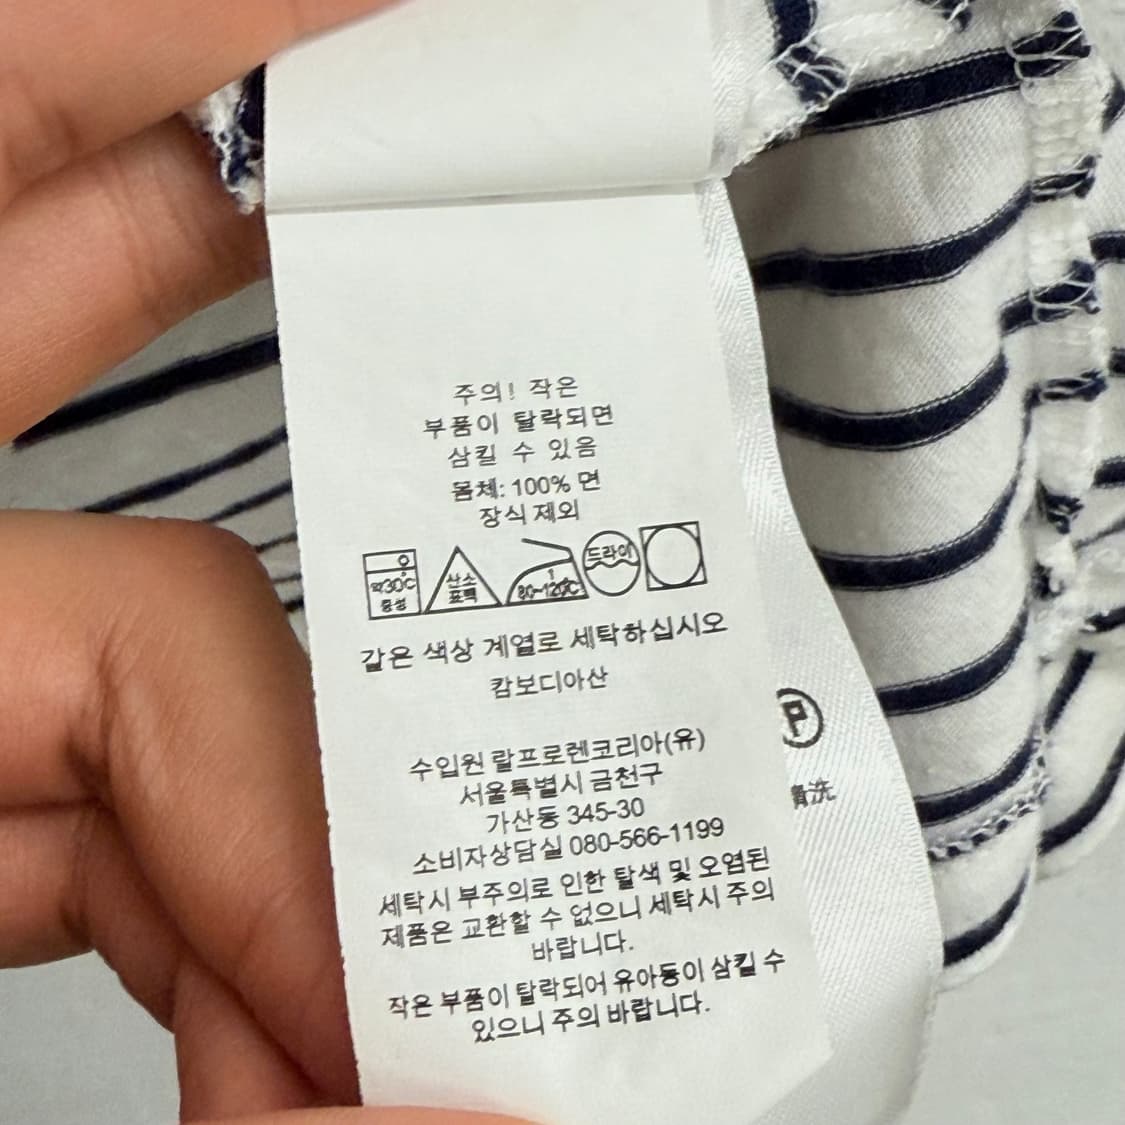 주의! 작은
부품이 탈락되면
삼킬 수 있음
몸체: 100% 면
장식 제외
약30℃
중성
산소
표백
80~120℃
드라이
같은 색상 계열로 세탁하십시오
캄보디아산
수입원 랄프로렌코리아(유)
서울특별시 금천구
가산동 345-30
소비자상담실 080-566-1199
세탁시 부주의로 인한 탈색 및 오염된
제품은 교환할 수 없으니 세탁시 주의
바랍니다.
작은 부품이 탈락되어 유아동이 삼킬 수
있으니 주의 바랍니다.
P
洗